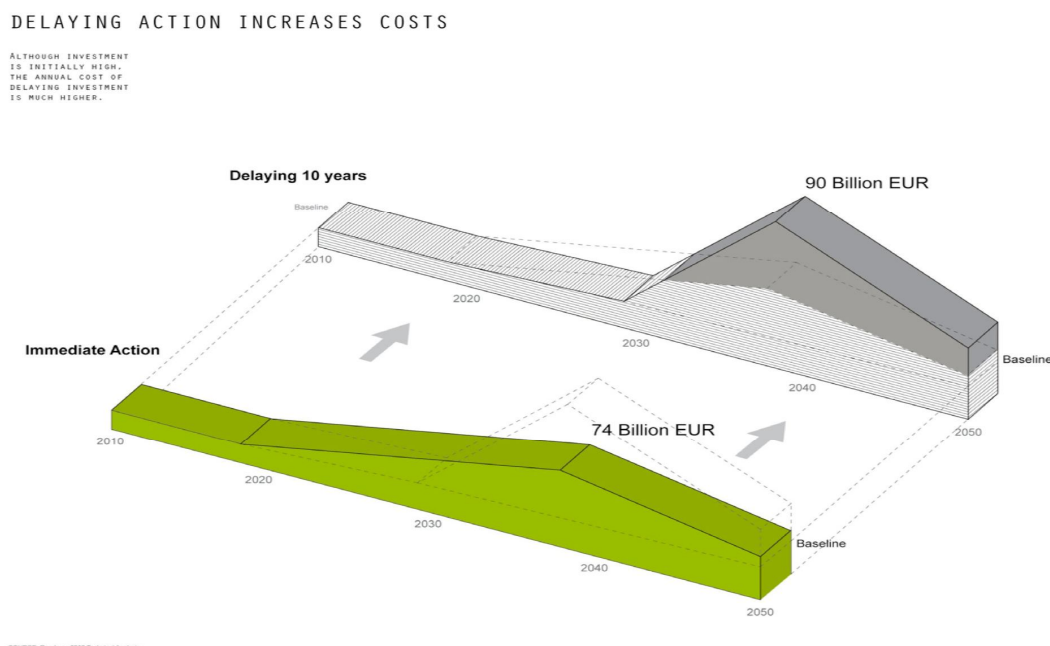 DELAYING ACTION INCREASES COSTS
ALTHOUGH INVESTMENT
IS INITIALLY HIGH,
THE ANNUAL COST OF
DELAYING INVESTMENT
IS MUCH HIGHER.
Delaying 10 years
90 Billion EUR
Baseline
2010
2020
2030
Baseline
2040
2050
Immediate Action
74 Billion EUR
2010
2020
2030
Baseline
2040
2050